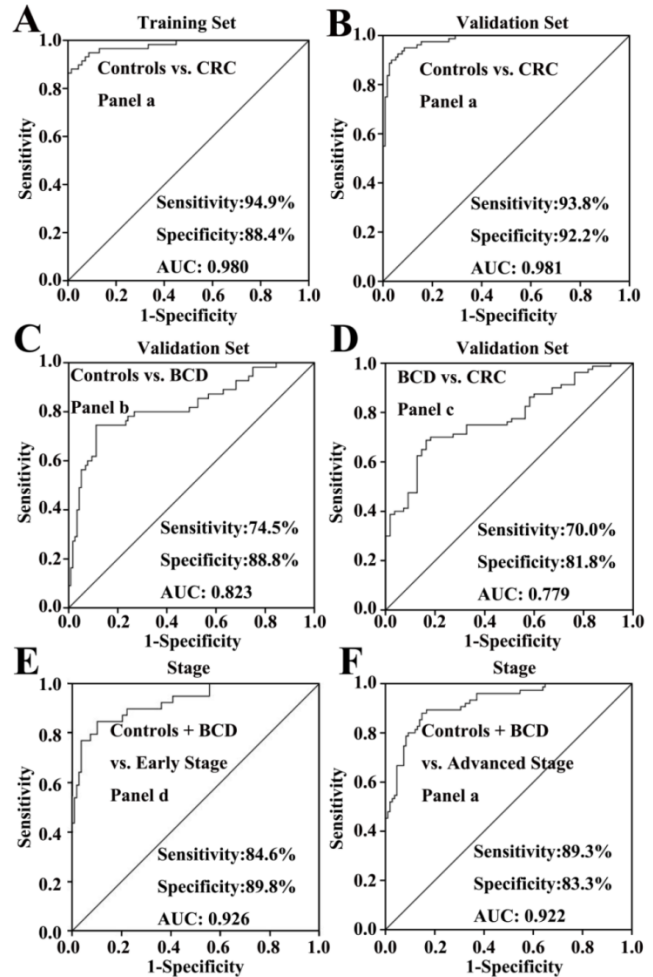 A
Training Set
1.0
0.8
0.6
0.4
0.2
0.0
Sensitivity
Controls vs. CRC
Panel a
Sensitivity:94.9%
Specificity:88.4%
AUC: 0.980
0.0 0.2 0.4 0.6 0.8 1.0
1-Specificity
B
Validation Set
1.0
0.8
0.6
0.4
0.2
0.0
Sensitivity
Controls vs. CRC
Panel a
Sensitivity:93.8%
Specificity:92.2%
AUC: 0.981
0.0 0.2 0.4 0.6 0.8 1.0
1-Specificity
C
Validation Set
1.0
0.8
0.6
0.4
0.2
0.0
Sensitivity
Controls vs. BCD
Panel b
Sensitivity:74.5%
Specificity:88.8%
AUC: 0.823
0.0 0.2 0.4 0.6 0.8 1.0
1-Specificity
D
Validation Set
1.0
0.8
0.6
0.4
0.2
0.0
Sensitivity
BCD vs. CRC
Panel c
Sensitivity:70.0%
Specificity:81.8%
AUC: 0.779
0.0 0.2 0.4 0.6 0.8 1.0
1-Specificity
E
Stage
1.0
0.8
0.6
0.4
0.2
0.0
Sensitivity
Controls + BCD
vs. Early Stage
Panel d
Sensitivity:84.6%
Specificity:89.8%
AUC: 0.926
0.0 0.2 0.4 0.6 0.8 1.0
1-Specificity
F
Stage
1.0
0.8
0.6
0.4
0.2
0.0
Sensitivity
Controls + BCD
vs. Advanced Stage
Panel a
Sensitivity:89.3%
Specificity:83.3%
AUC: 0.922
0.0 0.2 0.4 0.6 0.8 1.0
1-Specificity